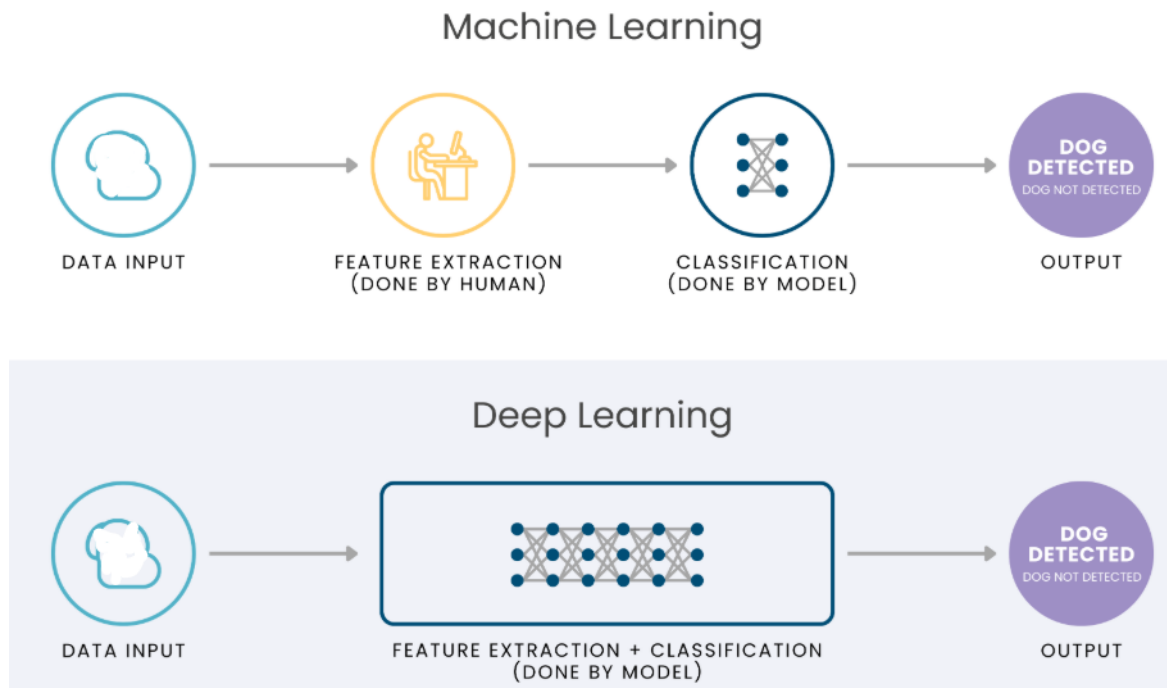 Machine Learning
DATA INPUT
FEATURE EXTRACTION
(DONE BY HUMAN)
CLASSIFICATION
(DONE BY MODEL)
DOG
DETECTED
DOG NOT DETECTED
OUTPUT
Deep Learning
DATA INPUT
FEATURE EXTRACTION + CLASSIFICATION
(DONE BY MODEL)
DOG
DETECTED
DOG NOT DETECTED
OUTPUT